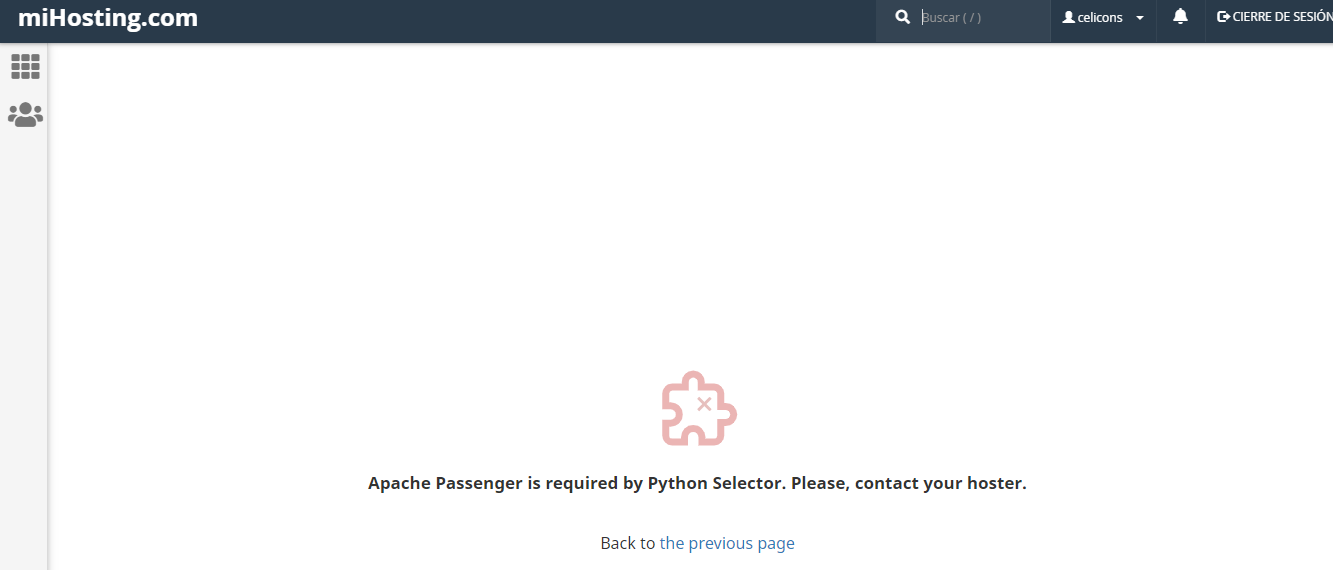 miHosting.com
Buscar ( / )
celicons
CIERRE DE SESIÓN
Apache Passenger is required by Python Selector. Please, contact your hoster.
Back to the previous page